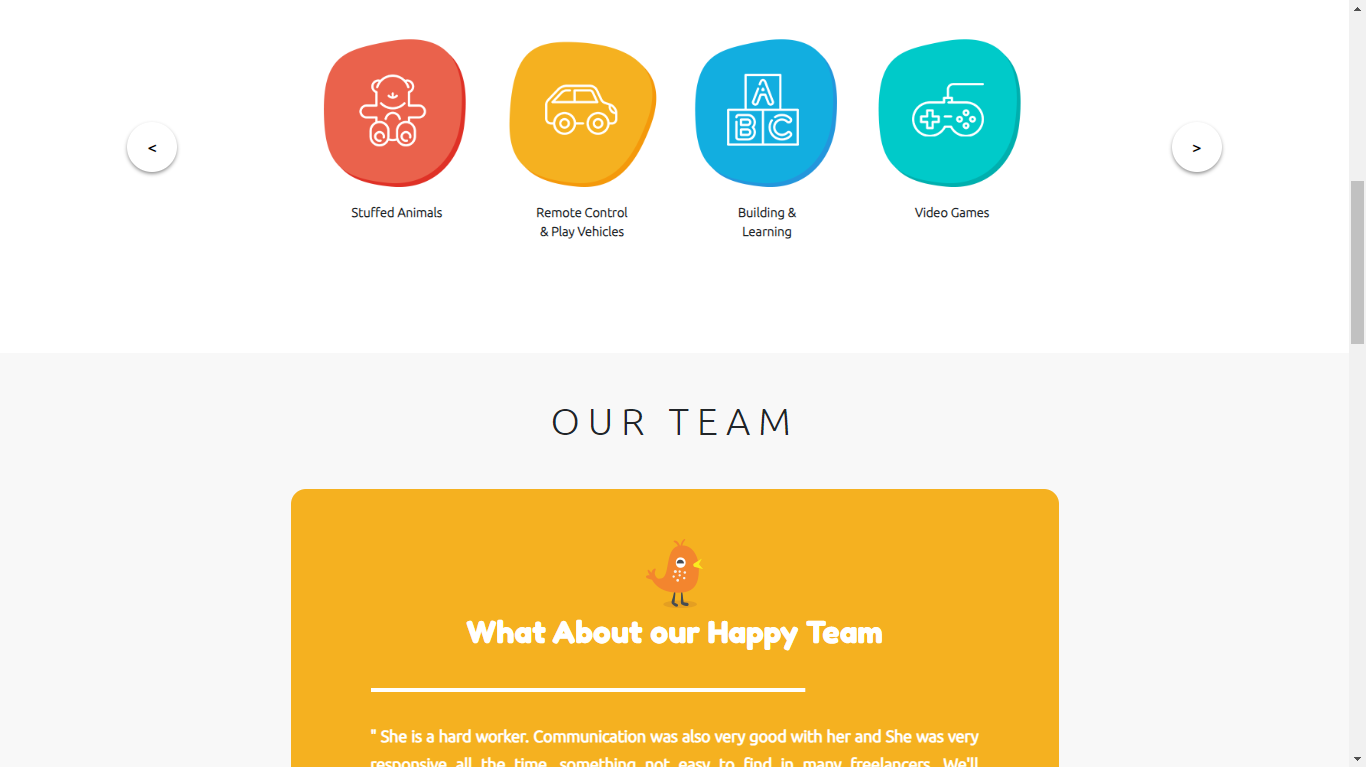 <
>
A
B C
Stuffed Animals
Remote Control
& Play Vehicles
Building &
Learning
Video Games
OUR TEAM
What About our Happy Team
" She is a hard worker. Communication was also very good with her and She was very
responsive all the time, something not easy to find in many freelancers. We'll